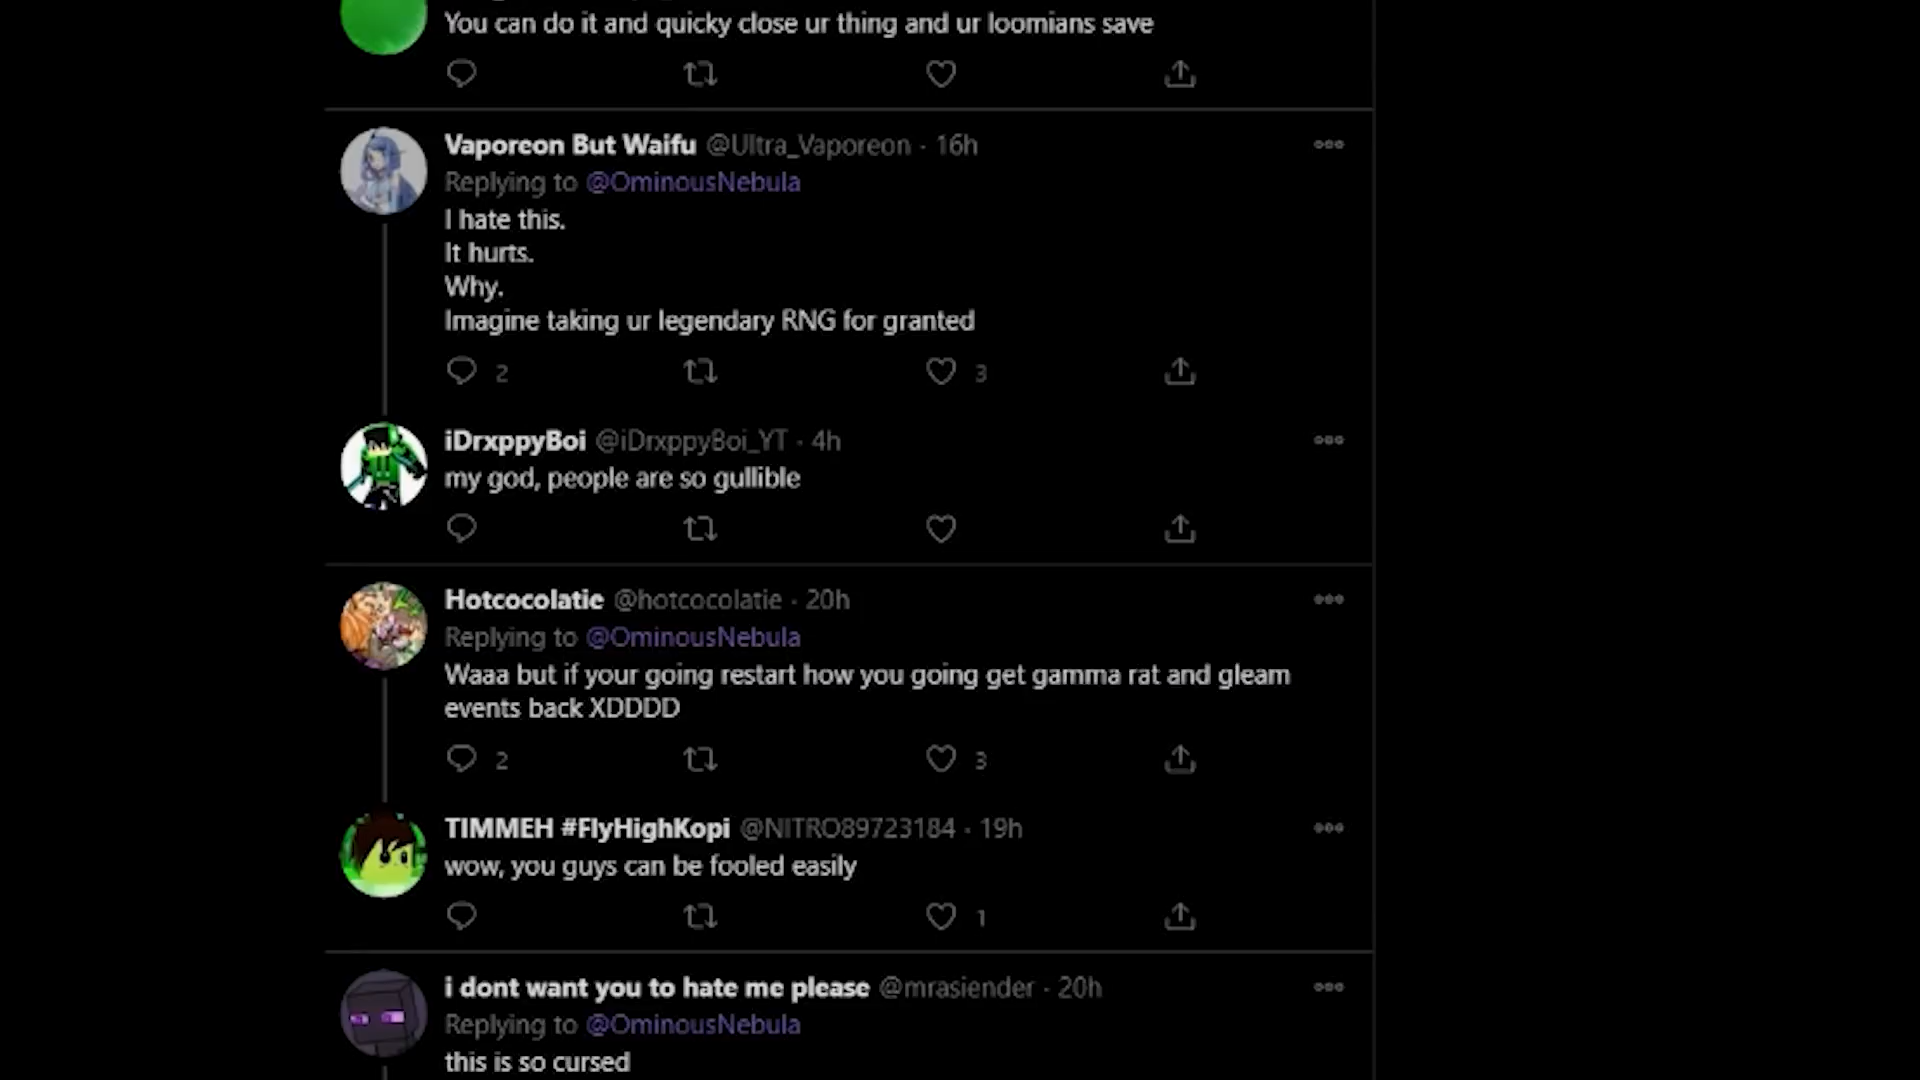 You can do it and quicky close ur thing and ur loomians save
Vaporeon But Waifu @Ultra_Vaporeon · 16h
Replying to @OminousNebula
I hate this.
It hurts.
Why.
Imagine taking ur legendary RNG for granted
2 3
iDrxppyBoi @iDrxppyBoi_YT · 4h
my god, people are so gullible
Hotcocolatie @hotcocolatie · 20h
Replying to @OminousNebula
Waaa but if your going restart how you going get gamma rat and gleam
events back XDDDD
2 3
TIMMEH #FlyHighKopi @NITRO89723184 · 19h
wow, you guys can be fooled easily
1
i dont want you to hate me please @mrasiender · 20h
Replying to @OminousNebula
this is so cursed